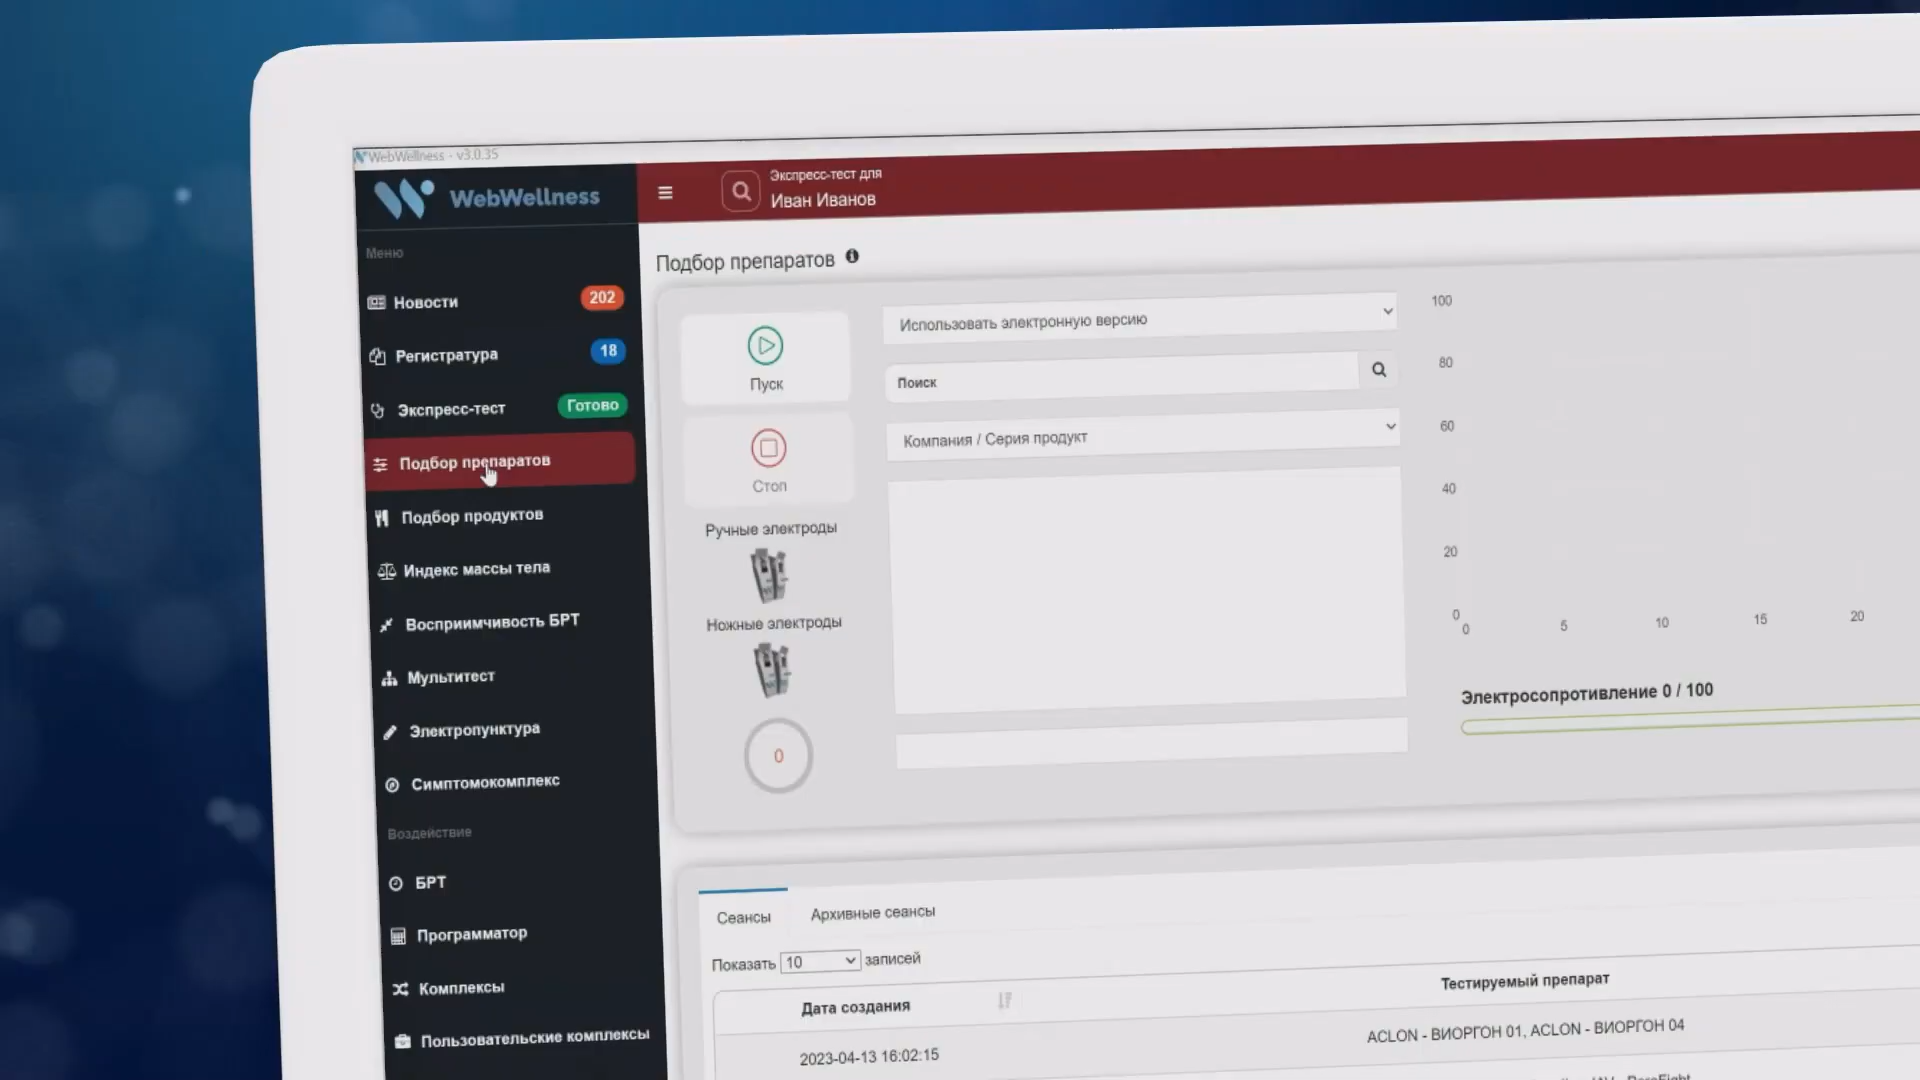 WebWellness - v3.0.35
WebWellness
Экспресс-тест для
Иван Иванов
Меню
Новости 202
Регистратура 18
Экспресс-тест Готово
Подбор препаратов
Подбор продуктов
Индекс массы тела
Восприимчивость БРТ
Мультитест
Электропунктура
Симптомокомплекс
Воздействие
БРТ
Программатор
Комплексы
Пользовательские комплексы
Подбор препаратов
Пуск
Стоп
Ручные электроды
Ножные электроды
0
Использовать электронную версию
Поиск
Компания / Серия продукт
100
80
60
40
20
0
0 5 10 15 20
Электросопротивление 0 / 100
Сеансы Архивные сеансы
Показать 10 записей
Дата создания Тестируемый препарат
2023-04-13 16:02:15 ACLON - ВИОРГОН 01, ACLON - ВИОРГОН 04